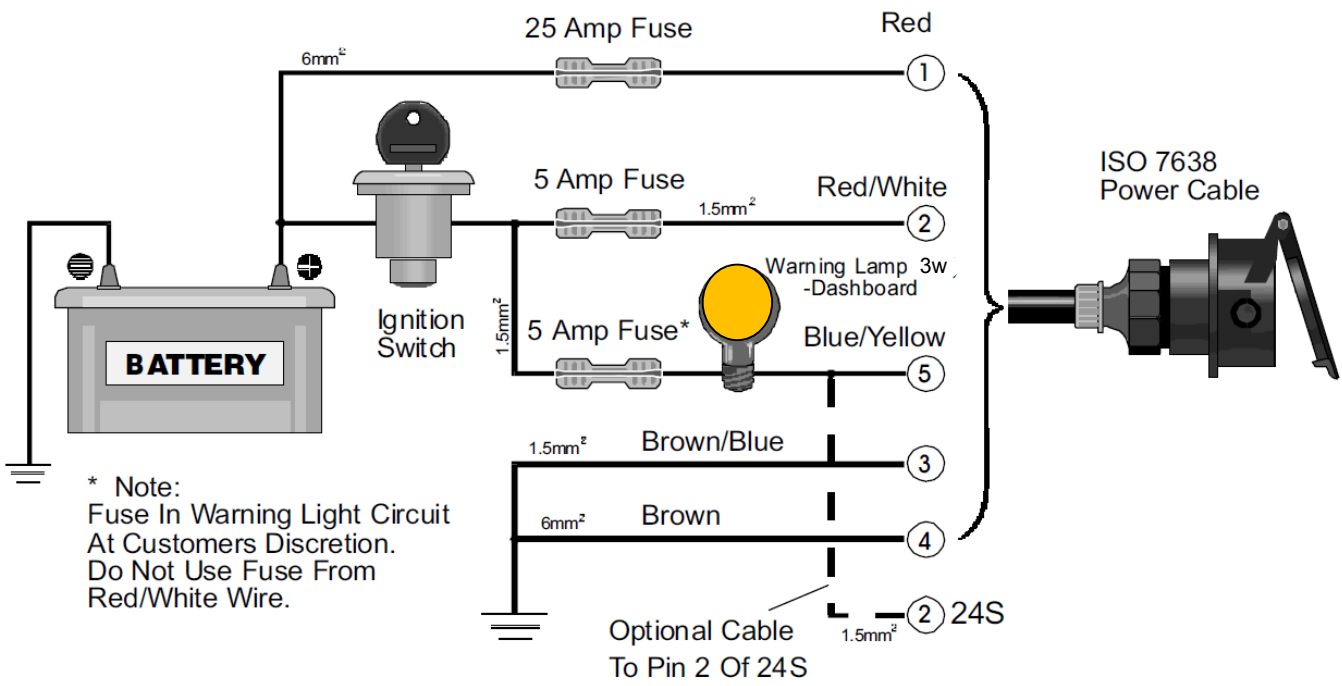 25 Amp Fuse
Red
6mm²
1
ISO 7638
Power Cable
5 Amp Fuse
Red/White
1.5mm²
2
Warning Lamp 3w
-Dashboard
Ignition
Switch
1.5mm²
5 Amp Fuse*
Blue/Yellow
5
BATTERY
1.5mm²
Brown/Blue
3
6mm²
Brown
4
* Note:
Fuse In Warning Light Circuit
At Customers Discretion.
Do Not Use Fuse From
Red/White Wire.
2 24S
1.5mm²
Optional Cable
To Pin 2 Of 24S